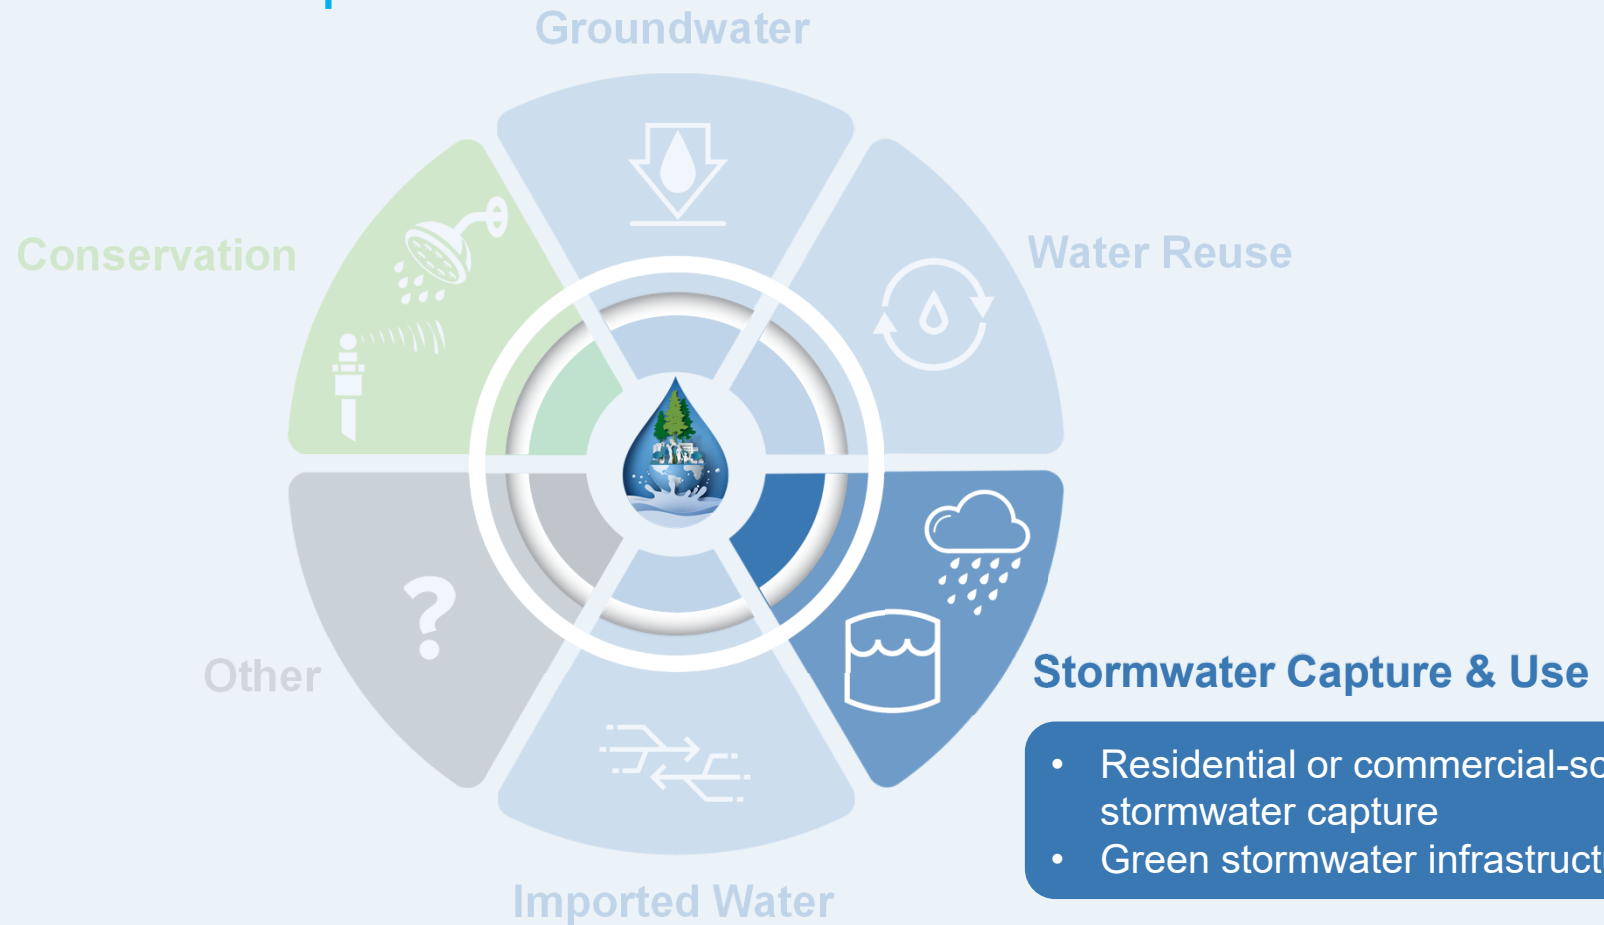 Groundwater
Conservation
Water Reuse
?
Other
Stormwater Capture & Use
• Residential or commercial-sc
stormwater capture
• Green stormwater infrastruct
Imported Water